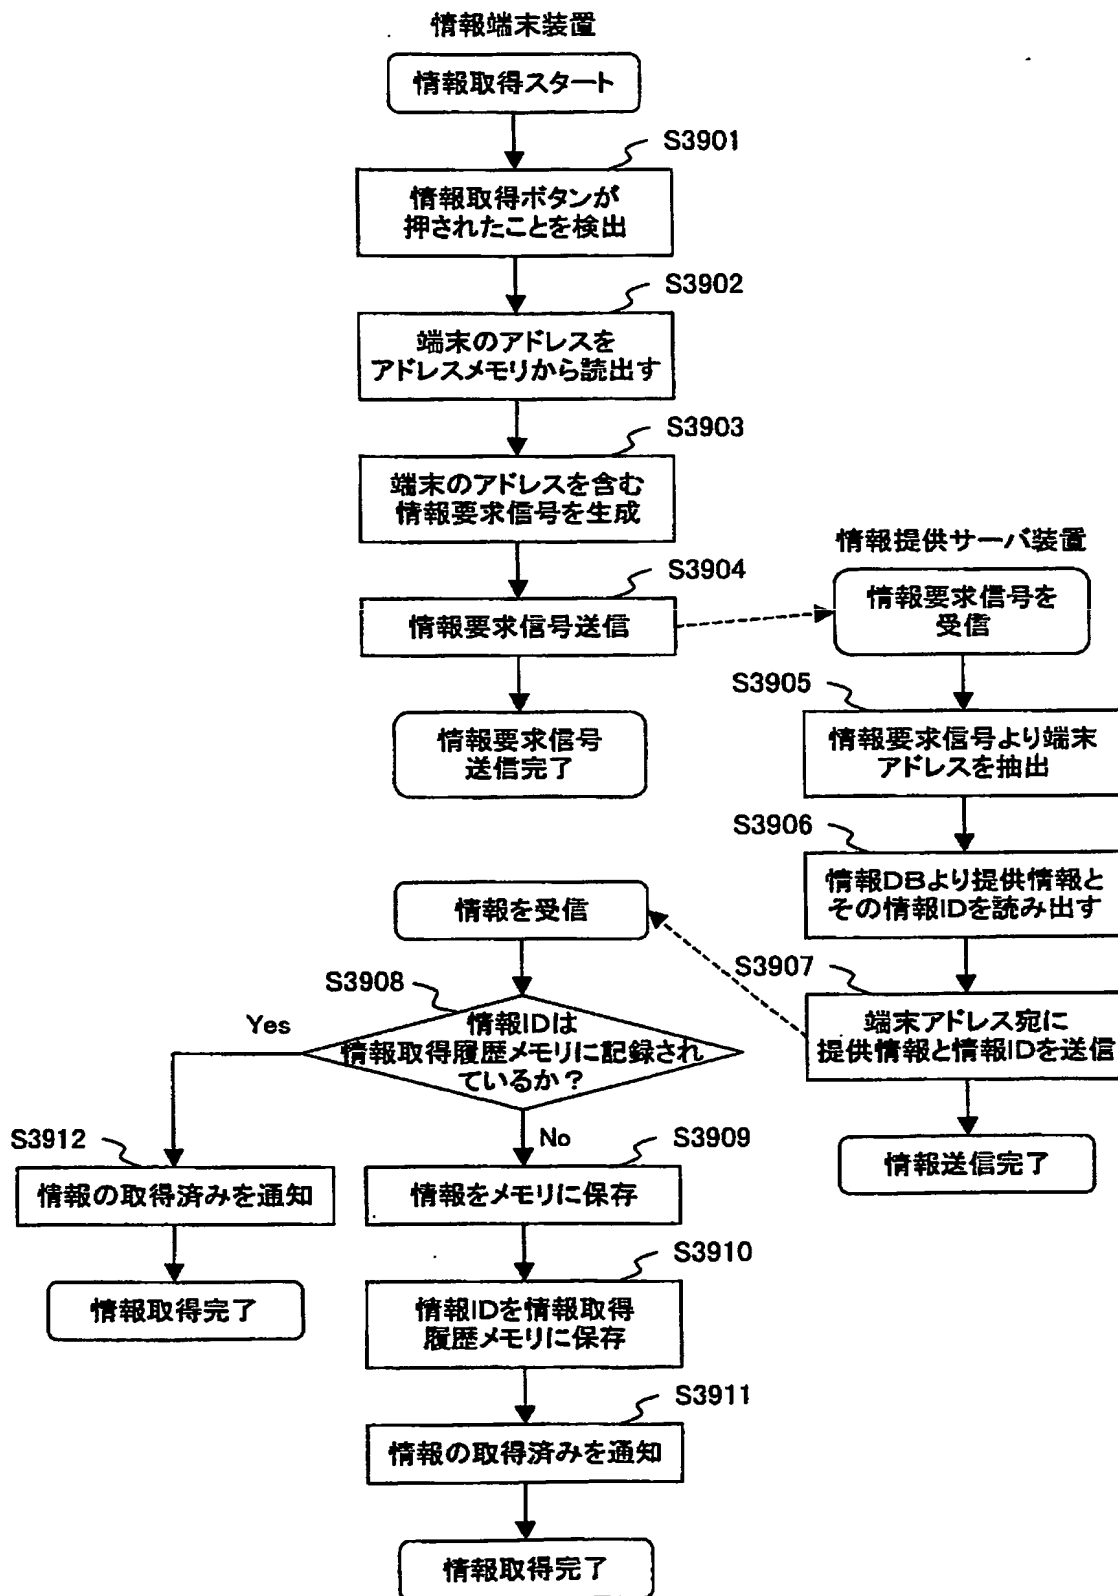 情報端末装置
情報取得スタート
S3901
情報取得ボタンが
押されたことを検出
S3902
端末のアドレスを
アドレスメモリから読出す
S3903
端末のアドレスを含む
情報要求信号を生成
S3904
情報要求信号送信
情報要求信号
送信完了
情報提供サーバ装置
情報要求信号を
受信
S3905
情報要求信号より端末
アドレスを抽出
S3906
情報DBより提供情報と
その情報IDを読み出す
S3907
端末アドレス宛に
提供情報と情報IDを送信
情報送信完了
情報を受信
S3908
情報IDは
情報取得履歴メモリに記録され
ているか？
Yes
No
S3912
情報の取得済みを通知
情報取得完了
S3909
情報をメモリに保存
S3910
情報IDを情報取得
履歴メモリに保存
S3911
情報の取得済みを通知
情報取得完了